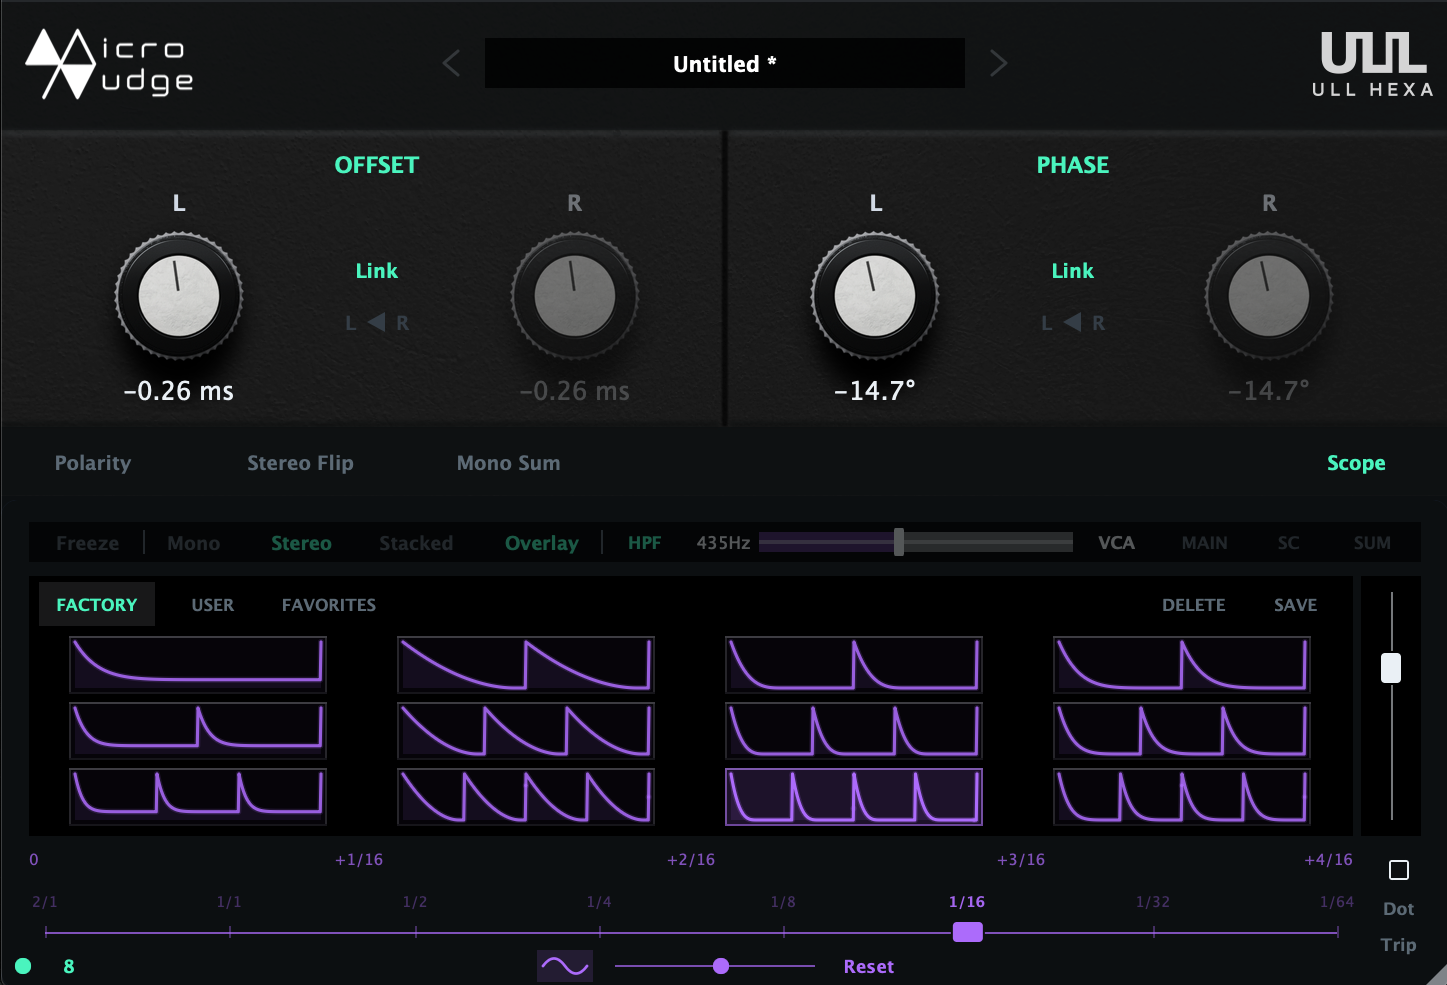 icro
udge
Untitled *
ULL
ULL HEXA
OFFSET
PHASE
L
R
L
R
Link
Link
L R
L R
-0.26 ms
-0.26 ms
-14.7°
-14.7°
Polarity
Stereo Flip
Mono Sum
Scope
Freeze
Mono
Stereo
Stacked
Overlay
HPF
435Hz
VCA
MAIN
SC
SUM
FACTORY
USER
FAVORITES
DELETE
SAVE
0
+1/16
+2/16
+3/16
+4/16
2/1
1/1
1/2
1/4
1/8
1/16
1/32
1/64
Dot
Trip
8
Reset